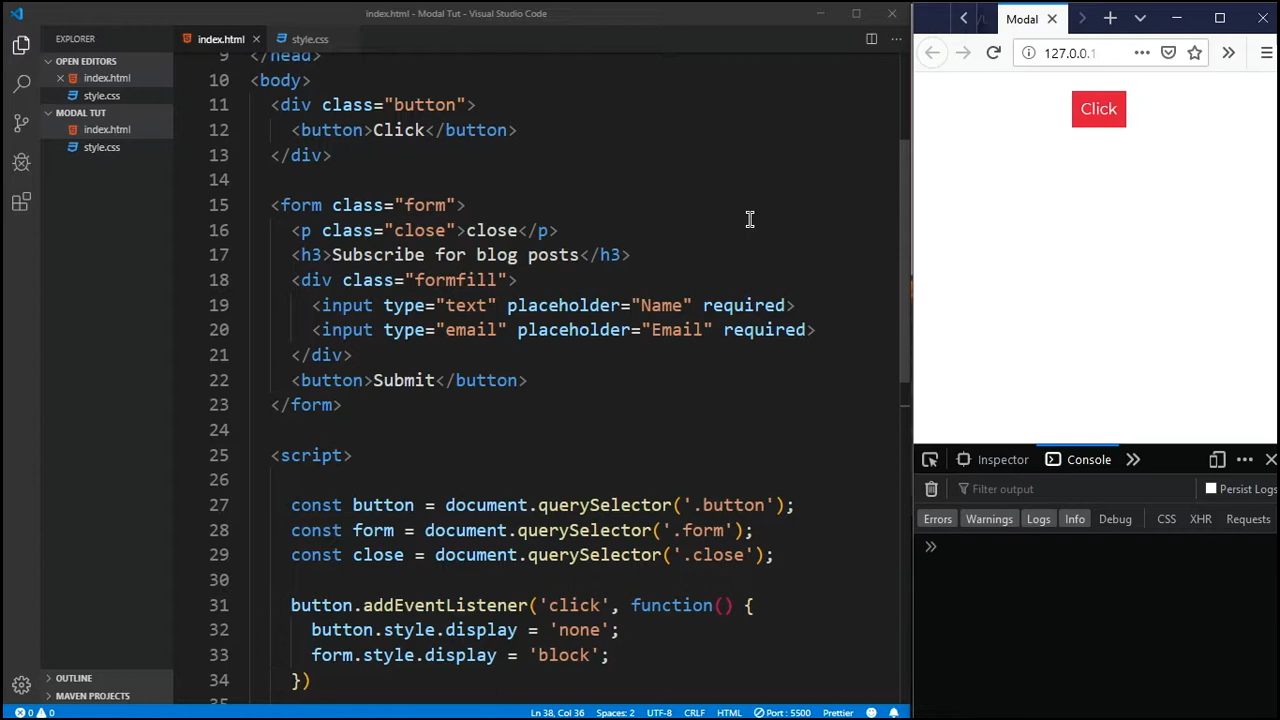 index.html - Modal Tut - Visual Studio Code
EXPLORER
OPEN EDITORS
index.html
style.css
MODAL TUT
index.html
style.css
OUTLINE
MAVEN PROJECTS
index.html
style.css
9 </head>
10 <body>
11 <div class="button">
12 <button>Click</button>
13 </div>
14
15 <form class="form">
16 <p class="close">close</p>
17 <h3>Subscribe for blog posts</h3>
18 <div class="formfill">
19 <input type="text" placeholder="Name" required>
20 <input type="email" placeholder="Email" required>
21 </div>
22 <button>Submit</button>
23 </form>
24
25 <script>
26
27 const button = document.querySelector('.button');
28 const form = document.querySelector('.form');
29 const close = document.querySelector('.close');
30
31 button.addEventListener('click', function() {
32 button.style.display = 'none';
33 form.style.display = 'block';
34 })
0 0
Ln 38, Col 36 Spaces: 2 UTF-8 CRLF HTML Port : 5500 Prettier
Modal
127.0.0.1
Click
Inspector Console
Filter output Persist Logs
Errors Warnings Logs Info Debug CSS XHR Requests